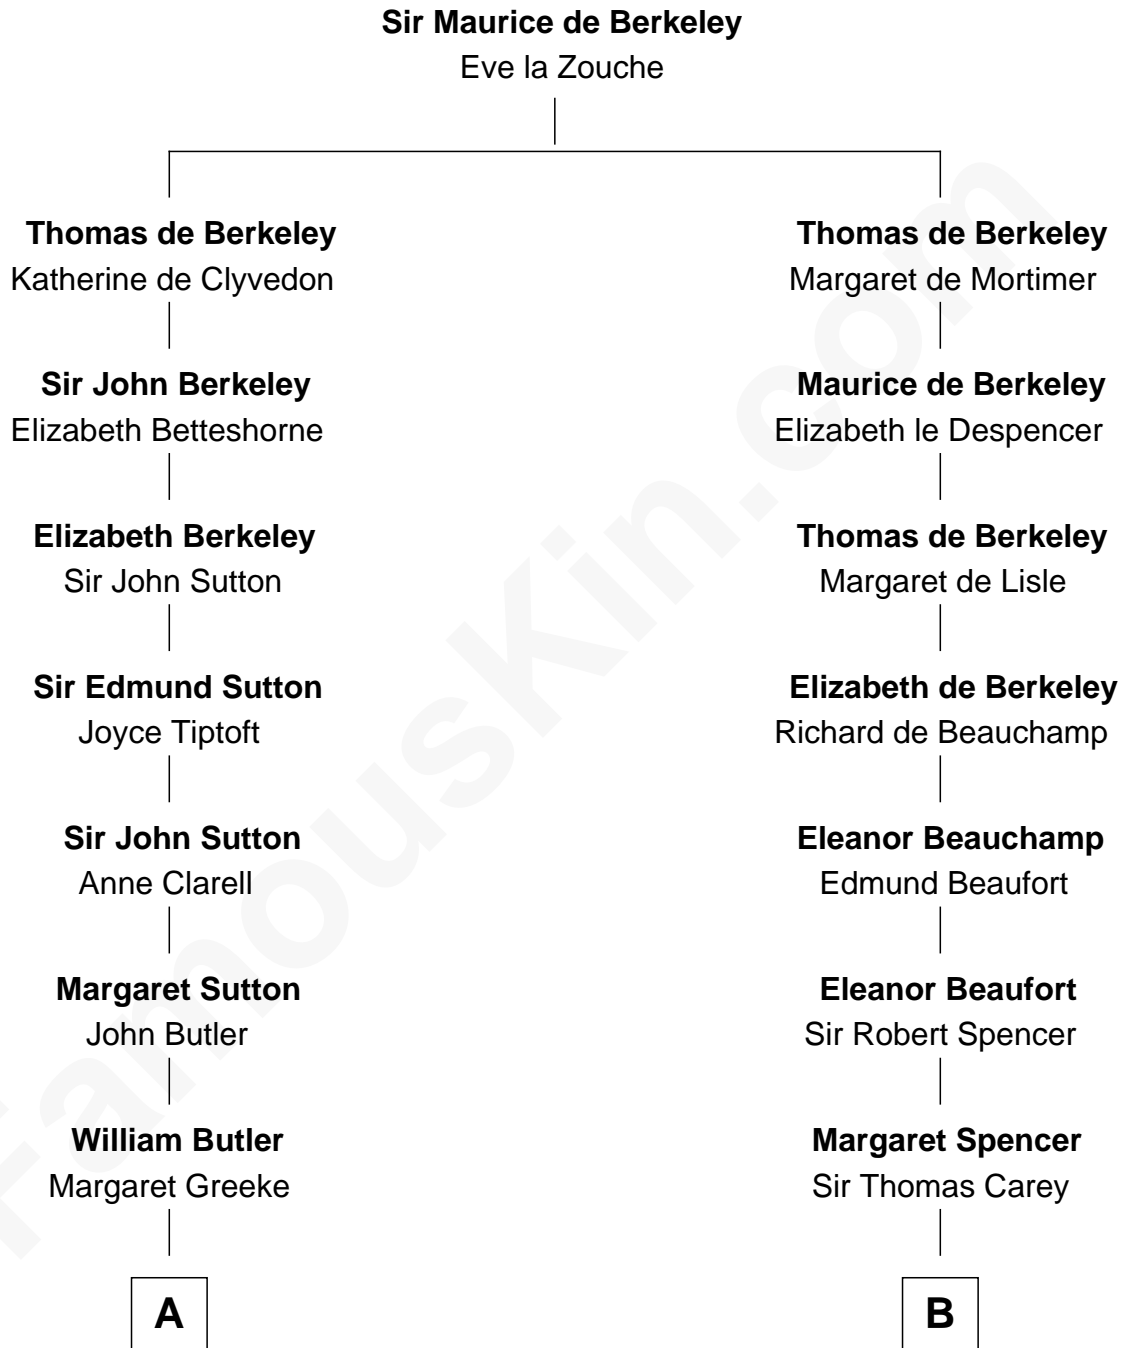 Sir Maurice de Berkeley
Eve la Zouche
Thomas de Berkeley
Katherine de Clyvedon
Sir John Berkeley
Elizabeth Betteshorne
Elizabeth Berkeley
Sir John Sutton
Sir Edmund Sutton
Joyce Tiptoft
Sir John Sutton
Anne Clarell
Margaret Sutton
John Butler
William Butler
Margaret Greeke
A
Thomas de Berkeley
Margaret de Mortimer
Maurice de Berkeley
Elizabeth le Despencer
Thomas de Berkeley
Margaret de Lisle
Elizabeth de Berkeley
Richard de Beauchamp
Eleanor Beauchamp
Edmund Beaufort
Eleanor Beaufort
Sir Robert Spencer
Margaret Spencer
Sir Thomas Carey
B
FamousKin.com